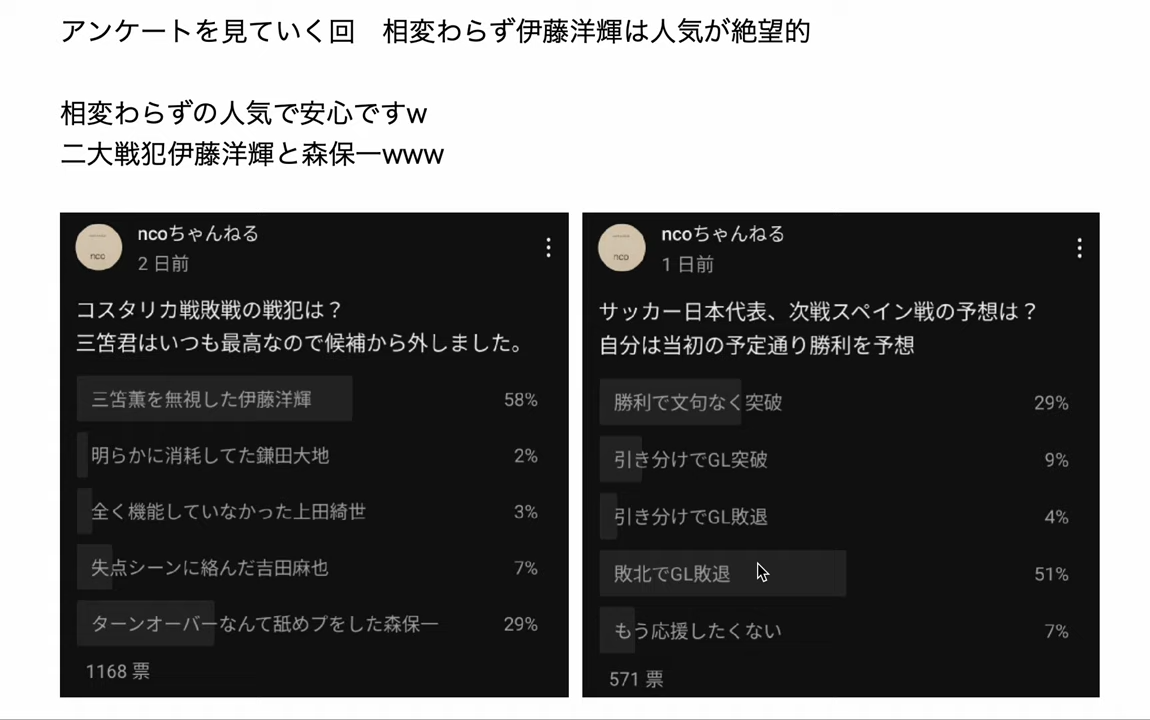 アンケートを見ていく回　相変わらず伊藤洋輝は人気が絶望的
相変わらずの人気で安心ですw
二大戦犯伊藤洋輝と森保一www
ncoちゃんねる
2 日前
nco
コスタリカ戦敗戦の戦犯は？
三笘君はいつも最高なので候補から外しました。
三笘薫を無視した伊藤洋輝 58%
明らかに消耗してた鎌田大地 2%
全く機能していなかった上田綺世 3%
失点シーンに絡んだ吉田麻也 7%
ターンオーバーなんて舐めプをした森保一 29%
1168 票
ncoちゃんねる
1 日前
nco
サッカー日本代表、次戦スペイン戦の予想は？
自分は当初の予定通り勝利を予想
勝利で文句なく突破 29%
引き分けでGL突破 9%
引き分けでGL敗退 4%
敗北でGL敗退 51%
もう応援したくない 7%
571 票